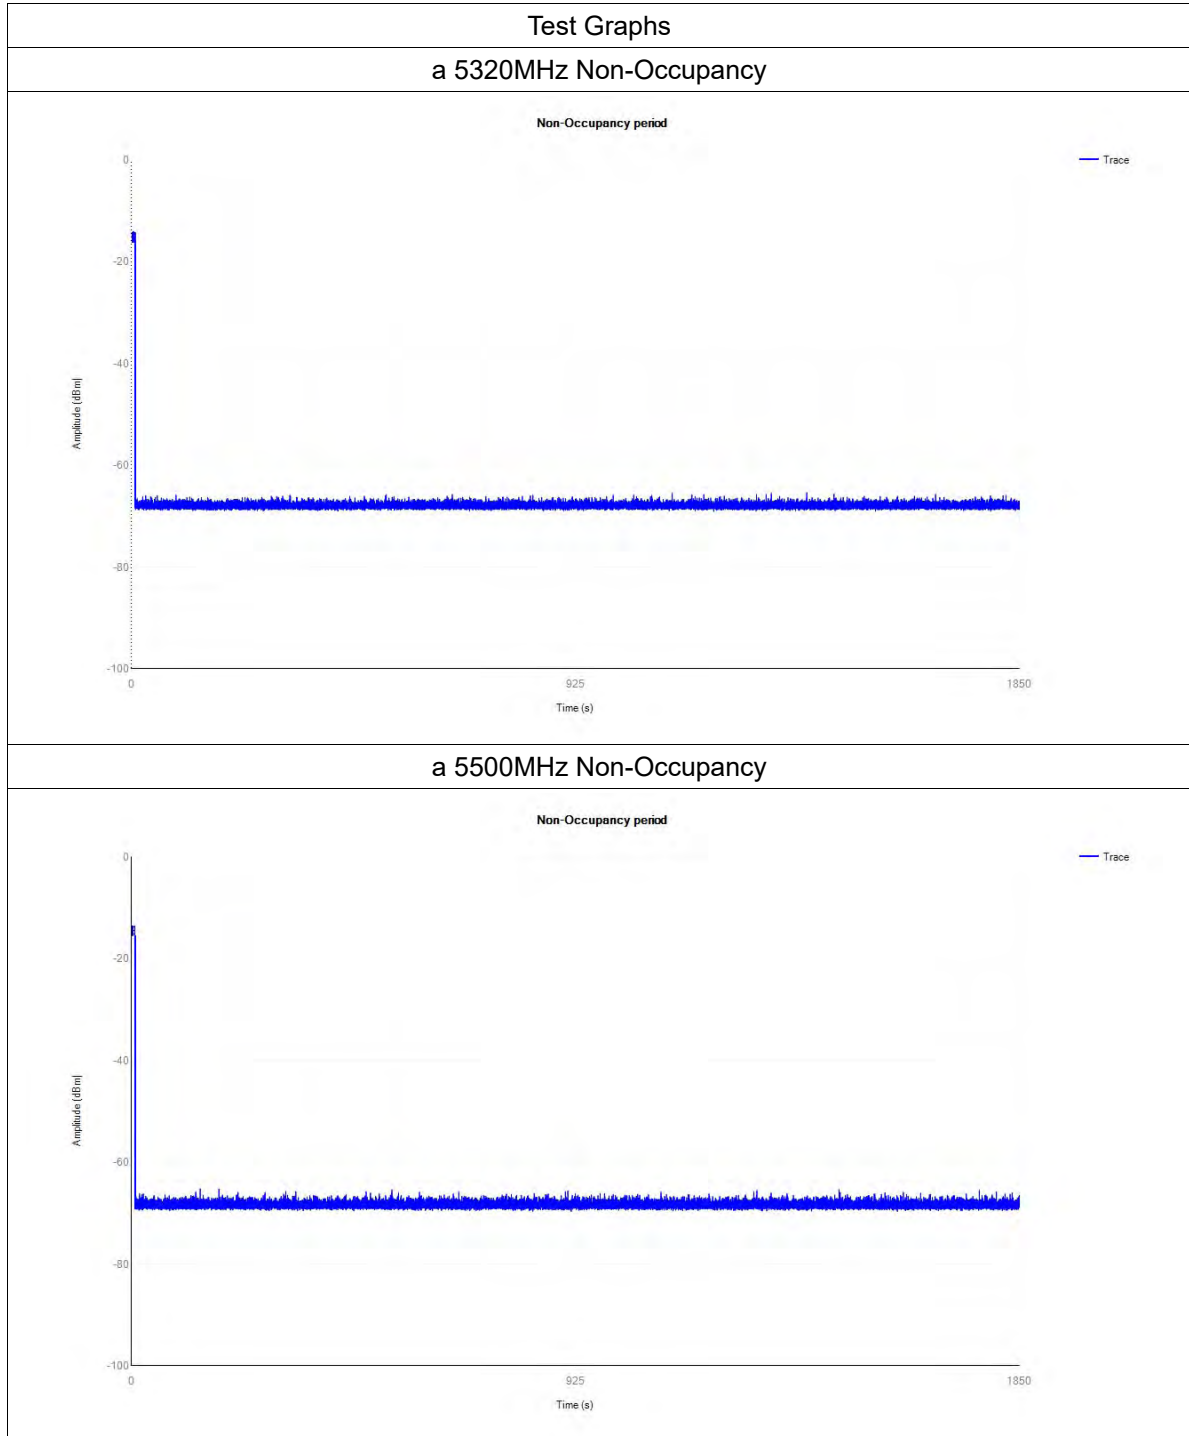 Test Graphs
a 5320MHz Non-Occupancy
Non-Occupancy period
Trace
0
-20
-40
-60
-80
-100
Amplitude [dBm]
0 925 1850
Time (s)
a 5500MHz Non-Occupancy
Non-Occupancy period
Trace
0
-20
-40
-60
-80
-100
Amplitude [dBm]
0 925 1850
Time (s)